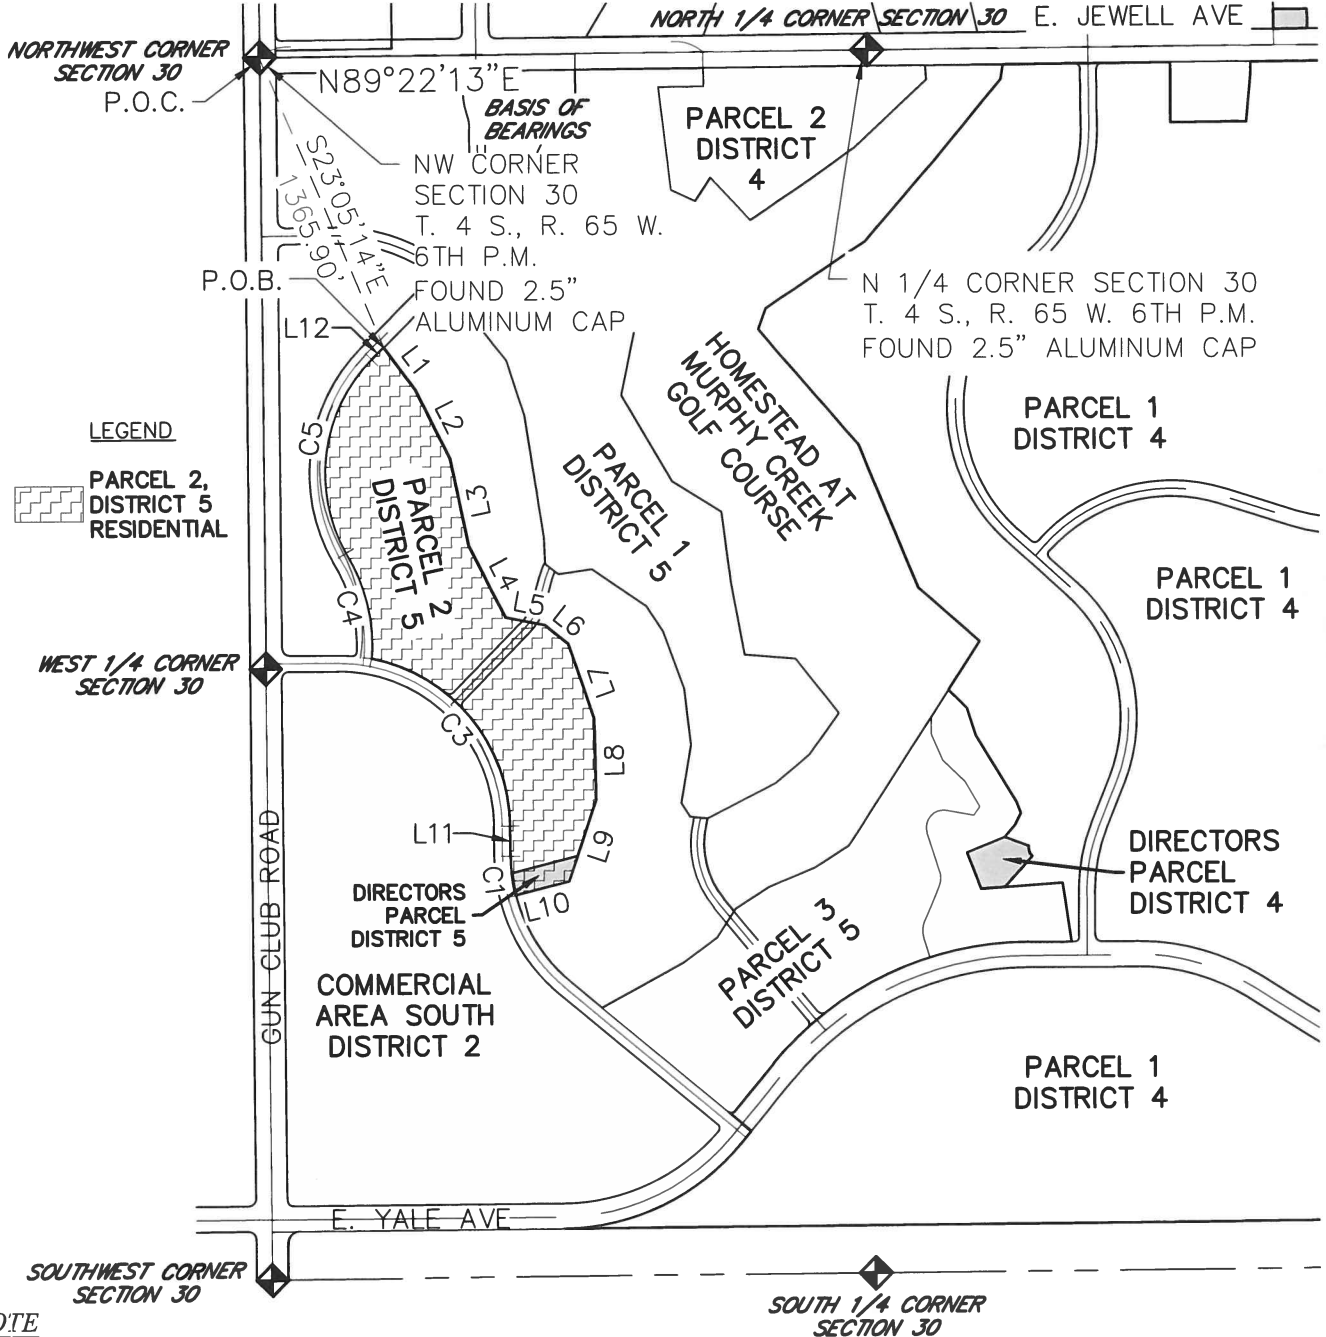 NORTH 1/4 CORNER SECTION 30
E. JEWELL AVE
NORTHWEST CORNER
SECTION 30
P.O.C.
N89°22'13"E
BASIS OF
BEARINGS
PARCEL 2
DISTRICT
4
S23°05'14"E
1365.90'
NW CORNER
SECTION 30
T. 4 S., R. 65 W.
6TH P.M.
FOUND 2.5"
ALUMINUM CAP
P.O.B.
L12
N 1/4 CORNER SECTION 30
T. 4 S., R. 65 W. 6TH P.M.
FOUND 2.5" ALUMINUM CAP
L1
L2
L3
L4
L5
L6
L7
L8
L9
L10
L11
C1
C3
C4
C5
LEGEND
PARCEL 2,
DISTRICT 5
RESIDENTIAL
PARCEL 2
DISTRICT 5
PARCEL 1
DISTRICT 5
HOMESTEAD AT
MURPHY CREEK
GOLF COURSE
PARCEL 1
DISTRICT 4
PARCEL 1
DISTRICT 4
WEST 1/4 CORNER
SECTION 30
GUN CLUB ROAD
DIRECTORS
PARCEL
DISTRICT 5
DIRECTORS
PARCEL
DISTRICT 4
COMMERCIAL
AREA SOUTH
DISTRICT 2
PARCEL 3
DISTRICT 5
PARCEL 1
DISTRICT 4
E. YALE AVE
SOUTHWEST CORNER
SECTION 30
SOUTH 1/4 CORNER
SECTION 30
OTE